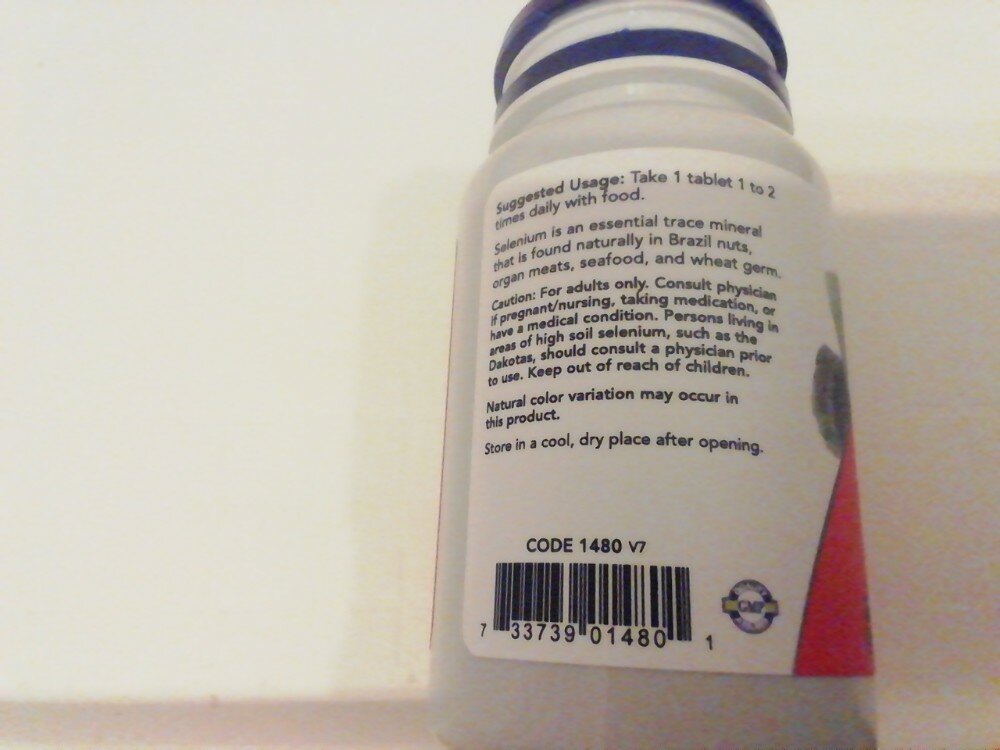 Suggested Usage: Take 1 tablet 1 to 2
times daily with food.
Selenium is an essential trace mineral
that is found naturally in Brazil nuts,
organ meats, seafood, and wheat germ.
Caution: For adults only. Consult physician
if pregnant/nursing, taking medication, or
have a medical condition. Persons living in
areas of high soil selenium, such as the
Dakotas, should consult a physician prior
to use. Keep out of reach of children.
Natural color variation may occur in
this product.
Store in a cool, dry place after opening.
CODE 1480 V7
7 33739 01480 1
GMP